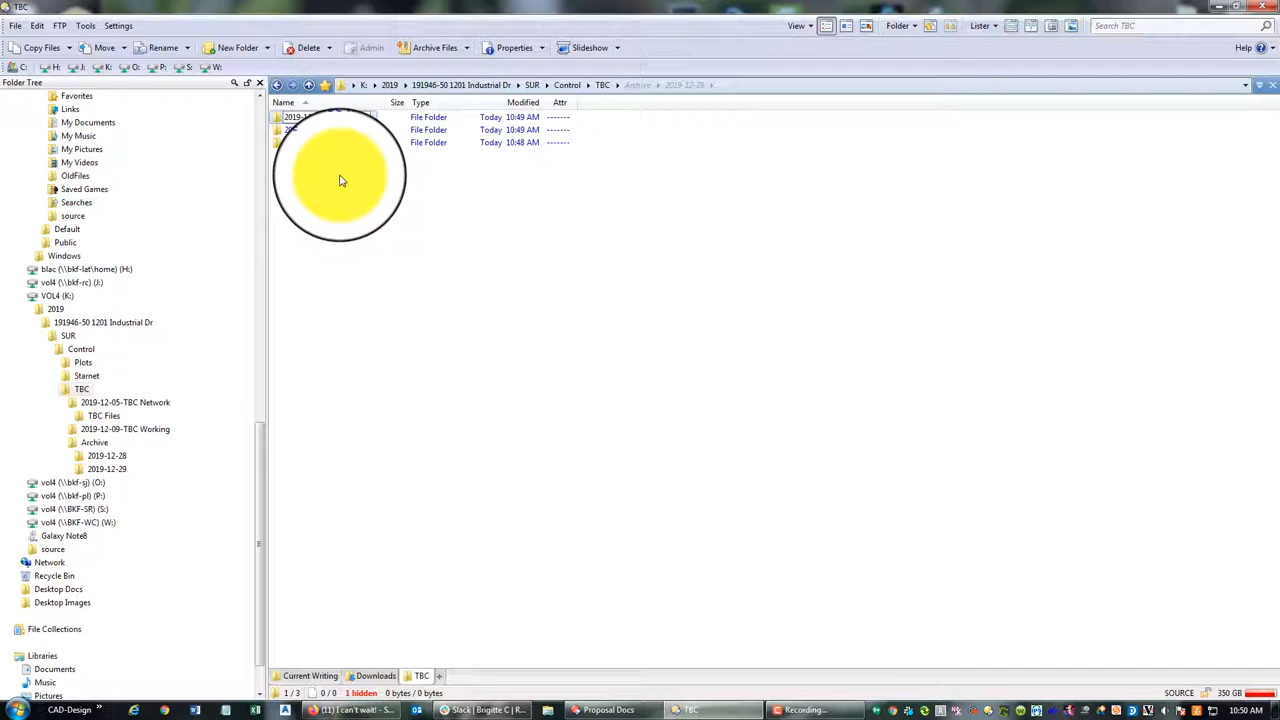 TBC
File Edit FTP Tools Settings View Folder Lister Search TBC
Copy Files Move Rename New Folder Delete Admin Archive Files Properties Slideshow Help
C: H: J: K: O: P: S: W:
Folder Tree
K: 2019 191946-50 1201 Industrial Dr SUR Control TBC Archive 2019-12-29
Name Size Type Modified Attr
File Folder Today 10:49 AM -------
File Folder Today 10:49 AM -------
File Folder Today 10:48 AM -------
Favorites
Links
My Documents
My Music
My Pictures
My Videos
OldFiles
Saved Games
Searches
source
Default
Public
Windows
blac (\\bkf-lat\home) (H:)
vol4 (\\bkf-rc) (J:)
VOL4 (K:)
2019
191946-50 1201 Industrial Dr
SUR
Control
Plots
Starnet
TBC
2019-12-05-TBC Network
TBC Files
2019-12-09-TBC Working
Archive
2019-12-28
2019-12-29
vol4 (\\bkf-sj) (O:)
vol4 (\\bkf-pl) (P:)
vol4 (\\BKF-SR) (S:)
vol4 (\\BKF-WC) (W:)
Galaxy Note8
source
Network
Recycle Bin
Desktop Docs
Desktop Images
File Collections
Libraries
Documents
Music
Pictures
Current Writing Downloads TBC
1 / 3 0 / 0 1 hidden 0 bytes / 0 bytes SOURCE 350 GB
CAD-Design » (11) I can't wait! - S... Slack | Brigitte C | R... Proposal Docs TBC Recording... 10:50 AM